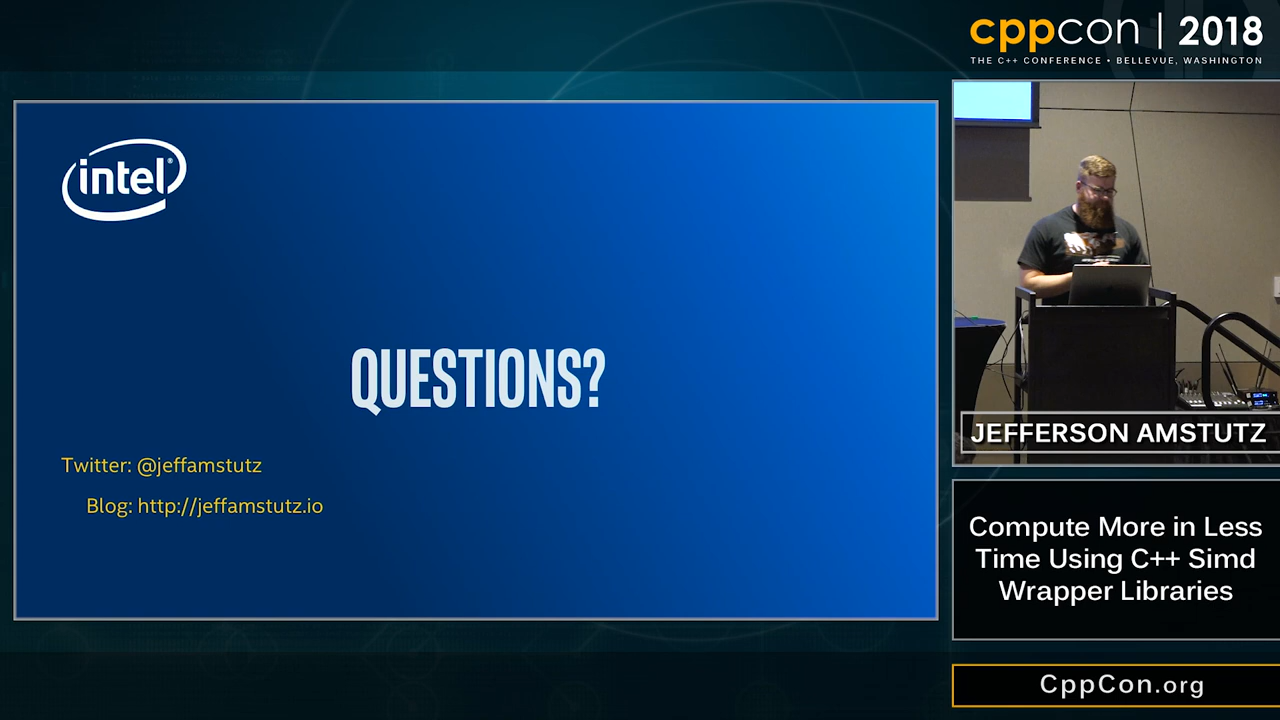 cppcon | 2018
THE C++ CONFERENCE • BELLEVUE, WASHINGTON
intel®
QUESTIONS?
Twitter: @jeffamstutz
Blog: http://jeffamstutz.io
JEFFERSON AMSTUTZ
Compute More in Less
Time Using C++ Simd
Wrapper Libraries
CppCon.org